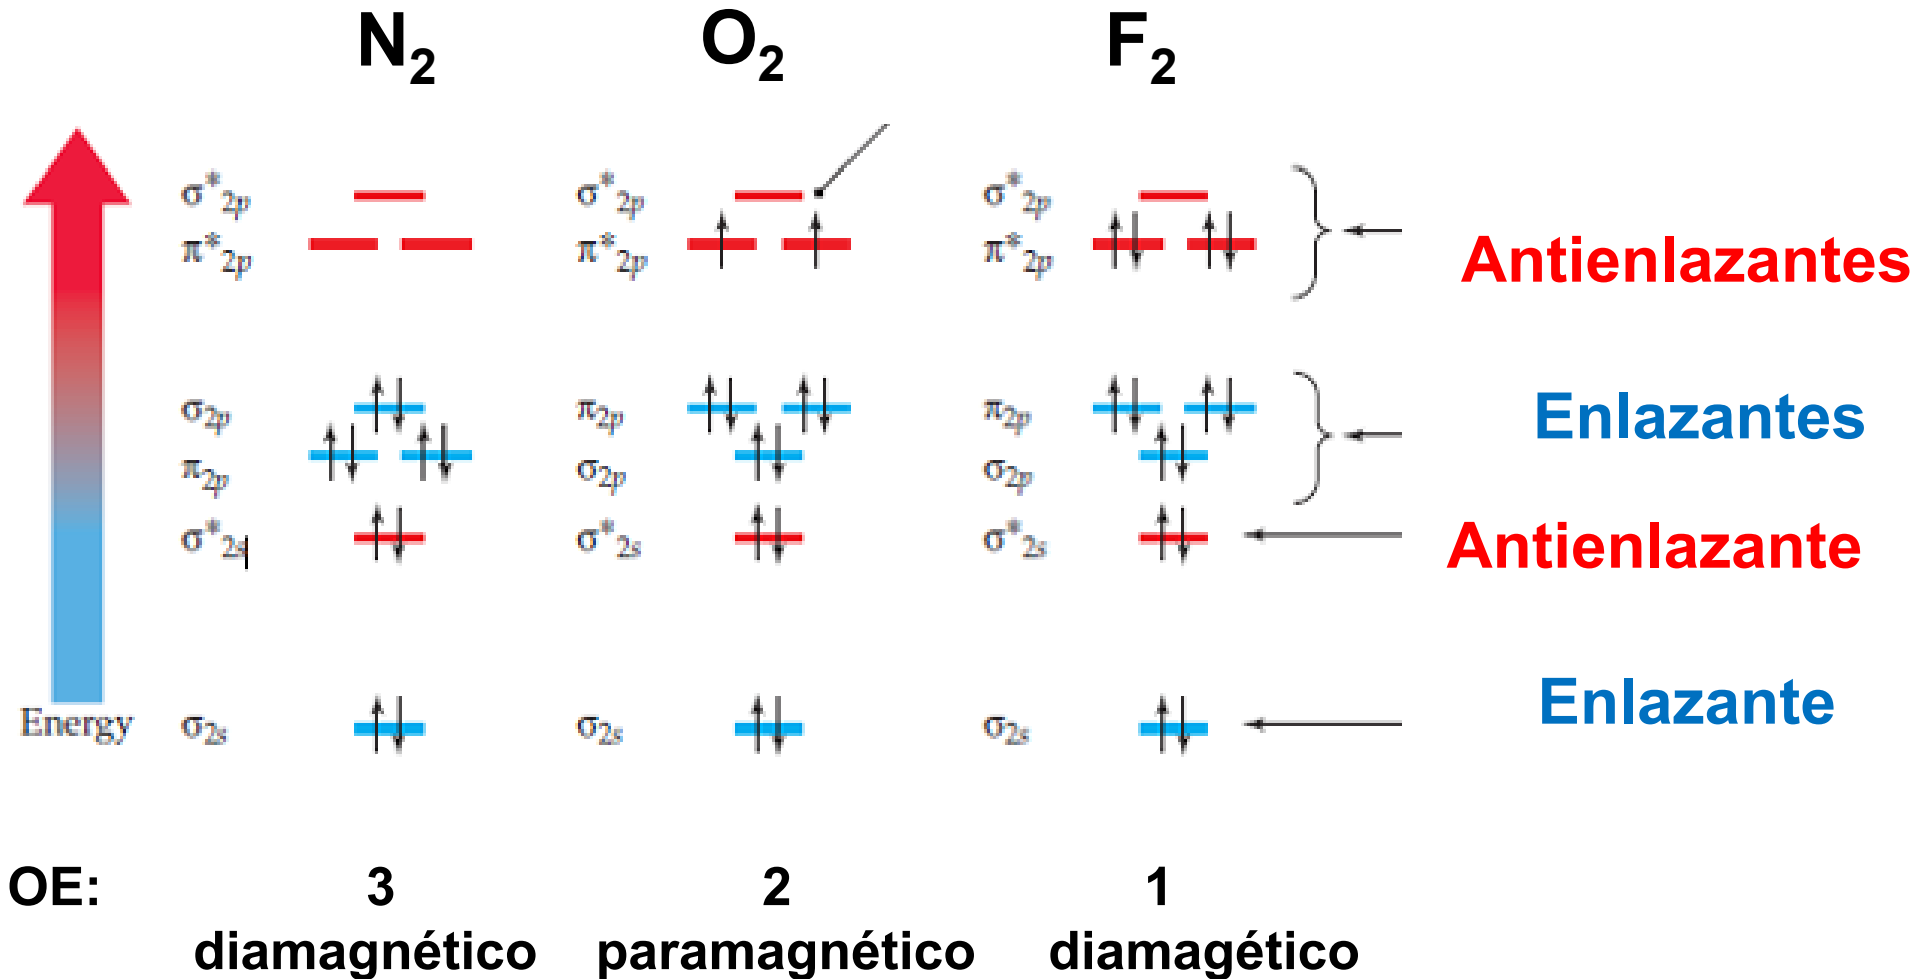 N₂ O₂ F₂
σ*₂p σ*₂p σ*₂p
π*₂p π*₂p π*₂p
Antienlazantes
σ₂p π₂p π₂p
Enlazantes
π₂p σ₂p σ₂p
σ*₂s σ*₂s σ*₂s
Antienlazante
Enlazante
Energy σ₂s σ₂s σ₂s
OE: 3 2 1
diamagnético paramagnético diamagético